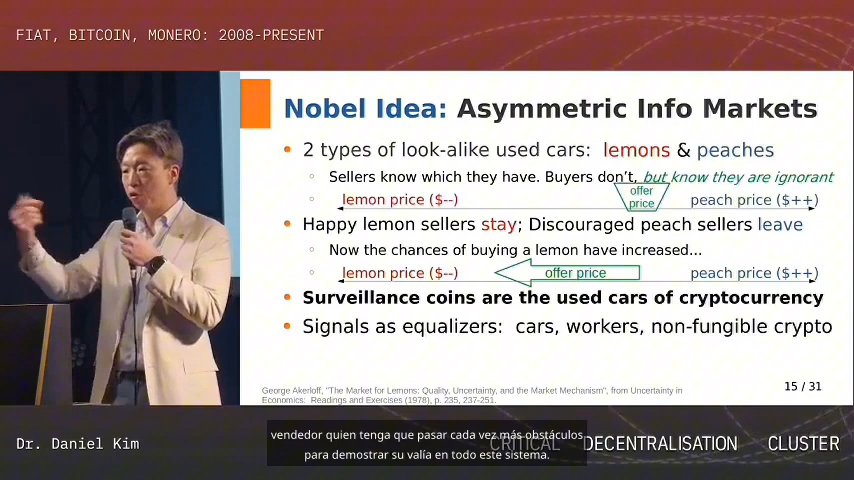 FIAT, BITCOIN, MONERO: 2008-PRESENT
Nobel Idea: Asymmetric Info Markets
2 types of look-alike used cars: lemons & peaches
Sellers know which they have. Buyers don't, but know they are ignorant
lemon price ($--)
offer
price
peach price ($++)
Happy lemon sellers stay; Discouraged peach sellers leave
Now the chances of buying a lemon have increased...
lemon price ($--)
offer price
peach price ($++)
Surveillance coins are the used cars of cryptocurrency
Signals as equalizers: cars, workers, non-fungible crypto
George Akerloff, "The Market for Lemons: Quality, Uncertainty, and the Market Mechanism", from Uncertainty in
Economics: Readings and Exercises (1978), p. 235, 237-251.
15 / 31
Dr. Daniel Kim
CRITICAL DECENTRALISATION CLUSTER
vendedor quien tenga que pasar cada vez más obstáculos
para demostrar su valía en todo este sistema.